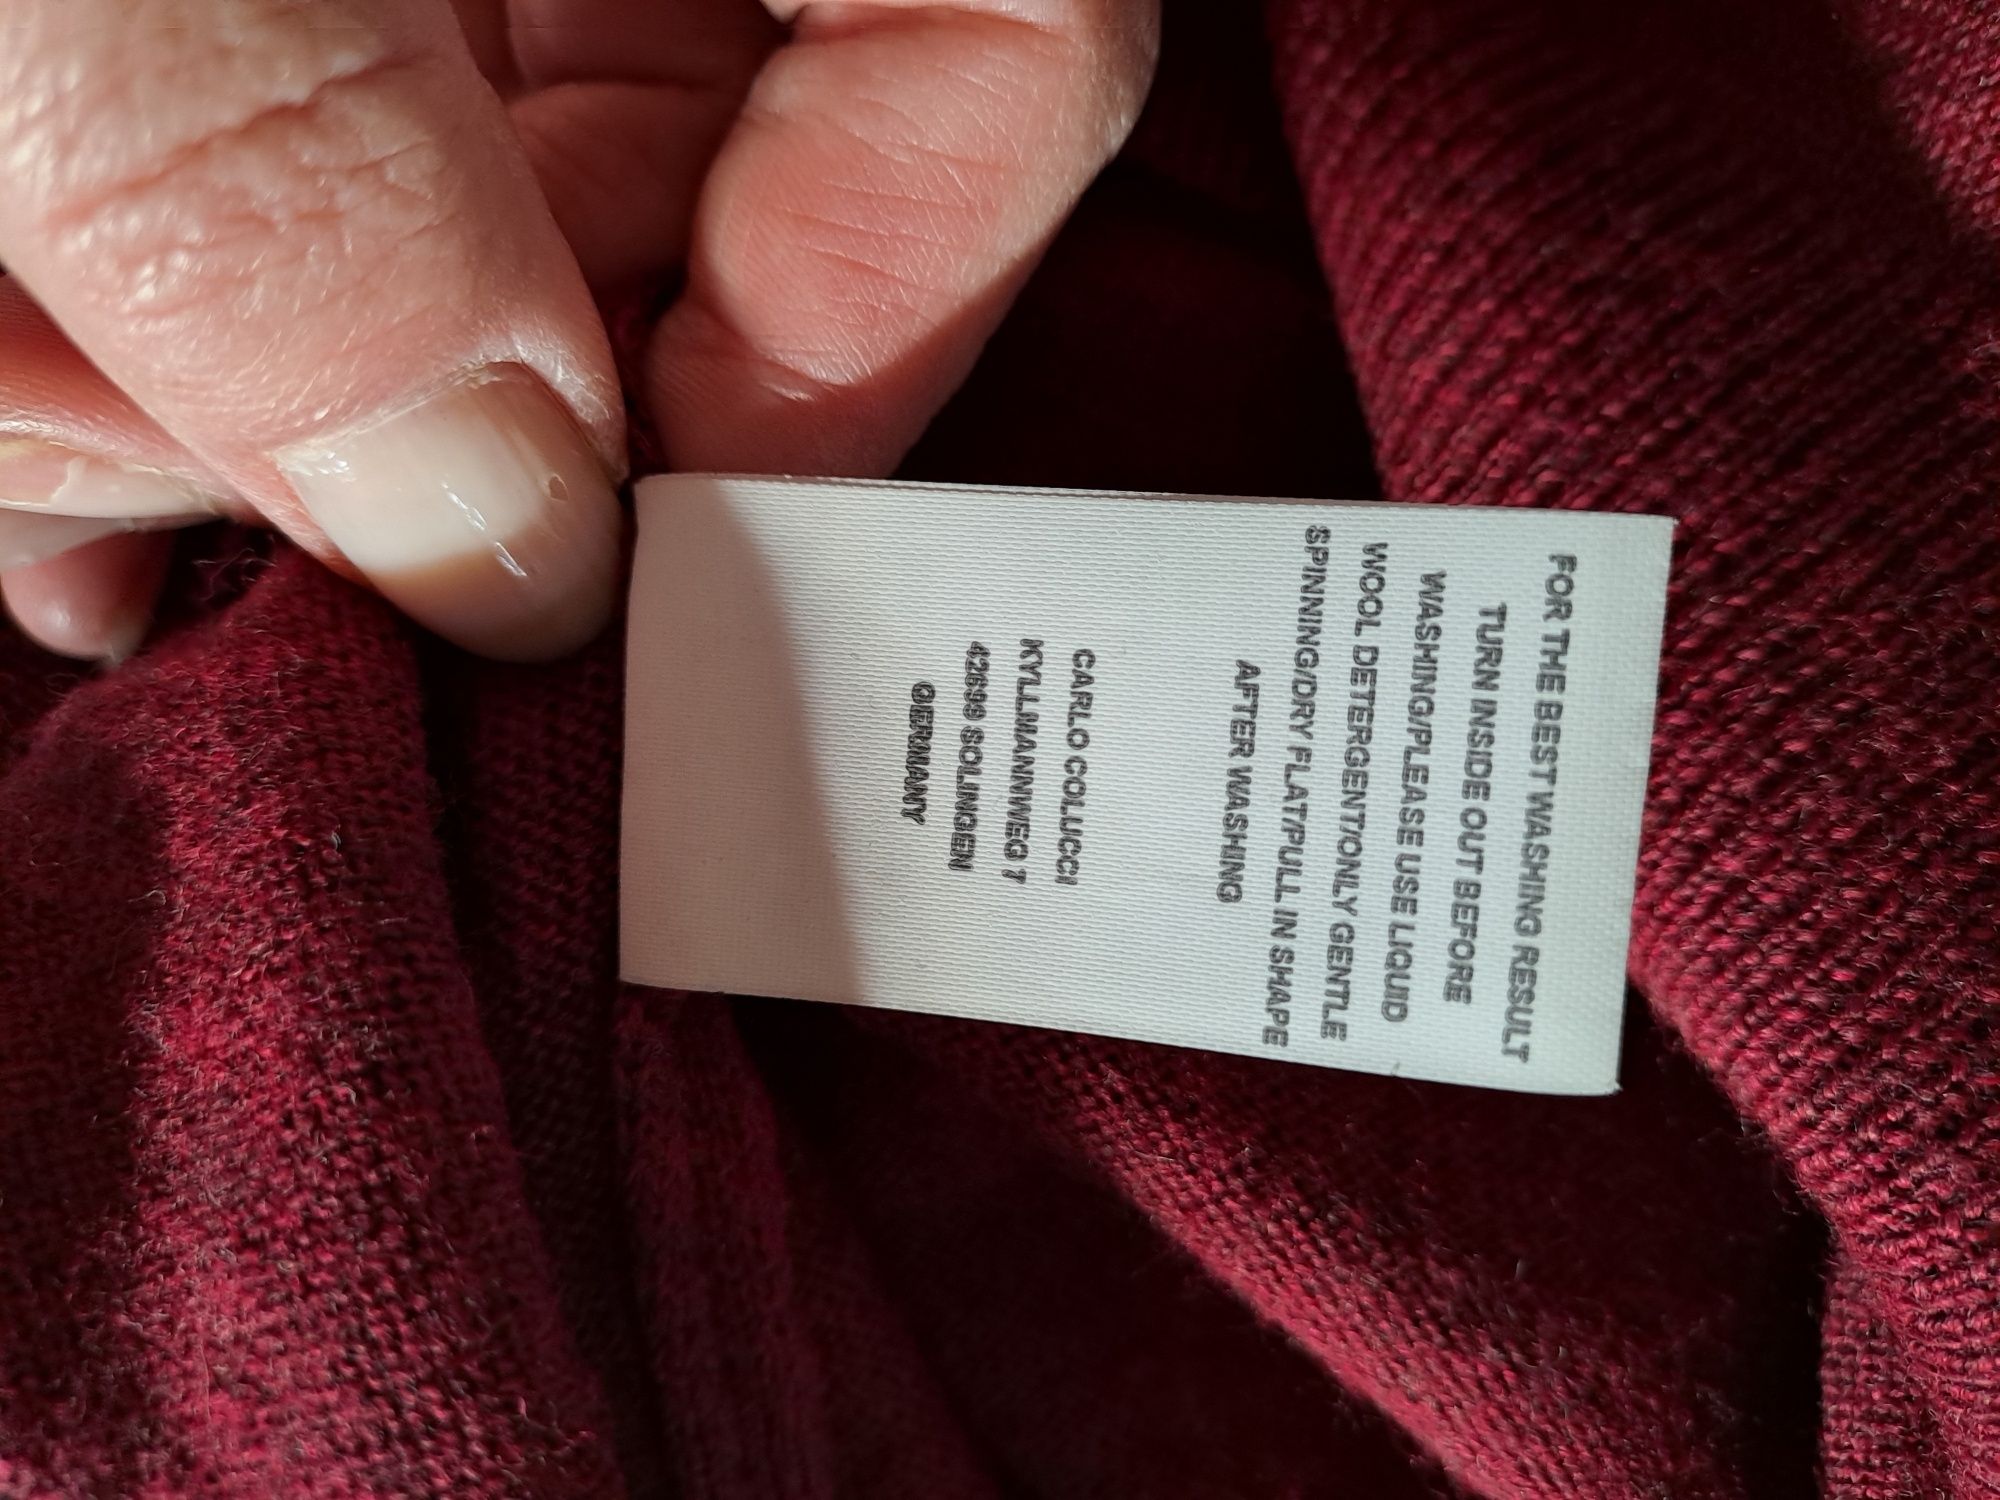 FOR THE BEST WASHING RESULT
TURN INSIDE OUT BEFORE
WASHING/PLEASE USE LIQUID
WOOL DETERGENT/ONLY GENTLE
SPINNING/DRY FLAT/PULL IN SHAPE
AFTER WASHING
CARLO COLUCCI
KYLLMANNWEG 7
42699 SOLINGEN
GERMANY